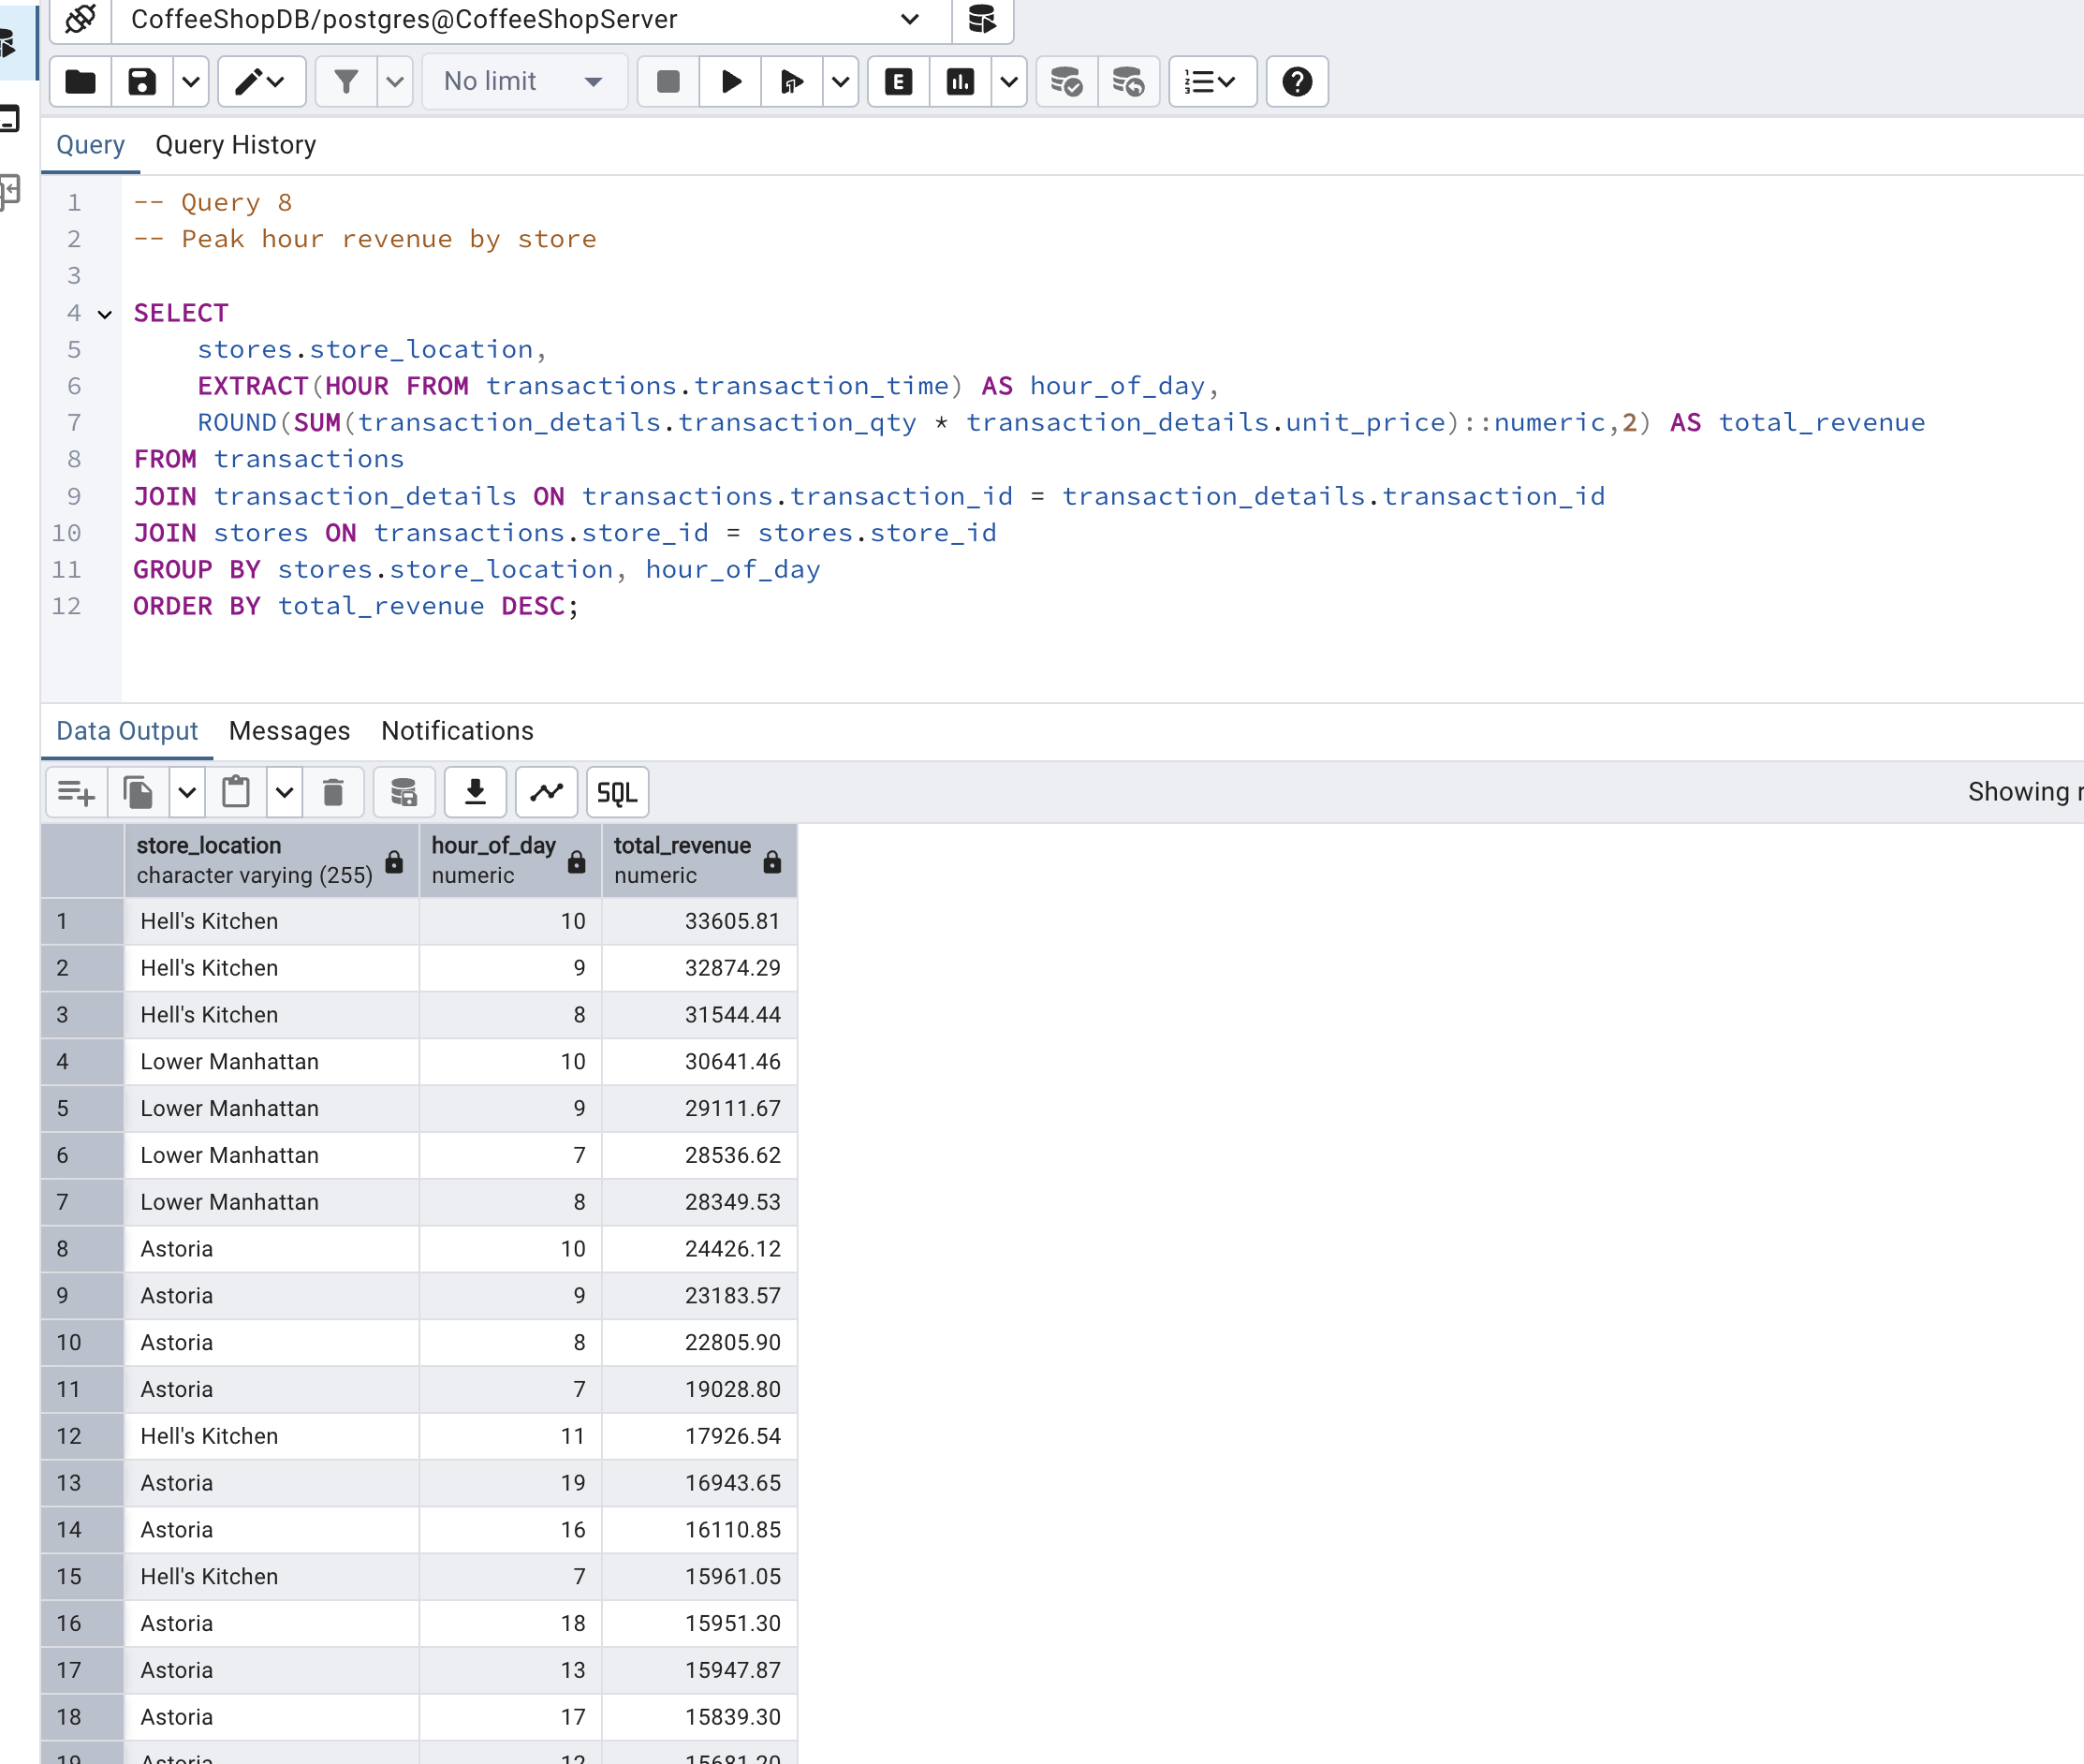 CoffeeShopDB/postgres@CoffeeShopServer
No limit
E
Query Query History
1 -- Query 8
2 -- Peak hour revenue by store
3
4 SELECT
5 stores.store_location,
6 EXTRACT(HOUR FROM transactions.transaction_time) AS hour_of_day,
7 ROUND(SUM(transaction_details.transaction_qty * transaction_details.unit_price)::numeric,2) AS total_revenue
8 FROM transactions
9 JOIN transaction_details ON transactions.transaction_id = transaction_details.transaction_id
10 JOIN stores ON transactions.store_id = stores.store_id
11 GROUP BY stores.store_location, hour_of_day
12 ORDER BY total_revenue DESC;
Data Output Messages Notifications
SQL Showing
store_location hour_of_day total_revenue
character varying (255) numeric numeric
1 Hell's Kitchen 10 33605.81
2 Hell's Kitchen 9 32874.29
3 Hell's Kitchen 8 31544.44
4 Lower Manhattan 10 30641.46
5 Lower Manhattan 9 29111.67
6 Lower Manhattan 7 28536.62
7 Lower Manhattan 8 28349.53
8 Astoria 10 24426.12
9 Astoria 9 23183.57
10 Astoria 8 22805.90
11 Astoria 7 19028.80
12 Hell's Kitchen 11 17926.54
13 Astoria 19 16943.65
14 Astoria 16 16110.85
15 Hell's Kitchen 7 15961.05
16 Astoria 18 15951.30
17 Astoria 13 15947.87
18 Astoria 17 15839.30
19 Astoria 12 15681.20